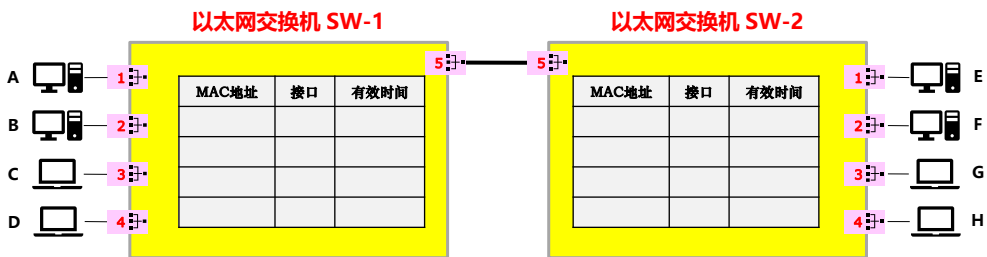 以太网交换机 SW-1
以太网交换机 SW-2
5 5
A 1 MAC地址 接口 有效时间 MAC地址 接口 有效时间 1 E
B 2 2 F
C 3 3 G
D 4 4 H